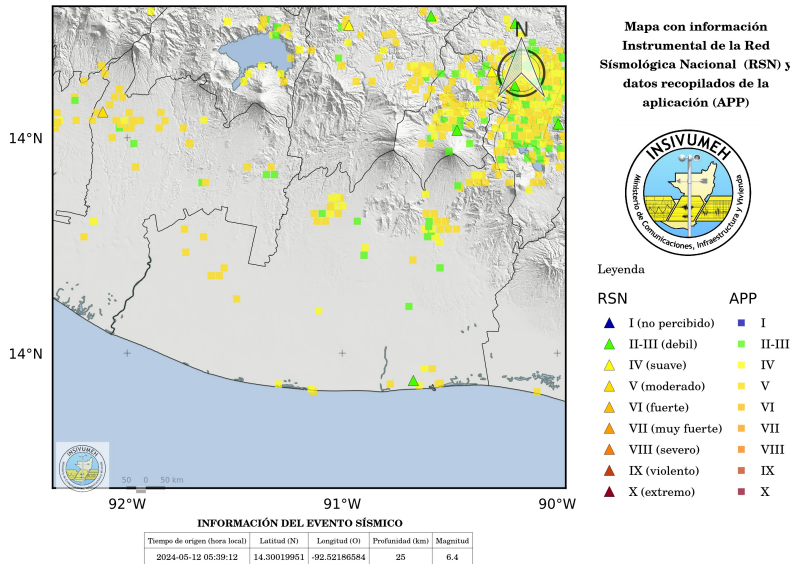 Mapa con información
Instrumental de la Red
Sísmológica Nacional (RSN) y
datos recopilados de la
aplicación (APP)
N
14°N
14°N
92°W
91°W
90°W
50 0 50 km
INSIVUMEH
Ministerio de Comunicaciones, Infraestructura y Vivienda
Leyenda
RSN APP
I (no percibido) I
II-III (debil) II-III
IV (suave) IV
V (moderado) V
VI (fuerte) VI
VII (muy fuerte) VII
VIII (severo) VIII
IX (violento) IX
X (extremo) X
INSIVUMEH
INFORMACIÓN DEL EVENTO SÍSMICO
Tiempo de origen (hora local) Latitud (N) Longitud (O) Profunidad (km) Magnitud
2024-05-12 05:39:12 14.30019951 -92.52186584 25 6.4